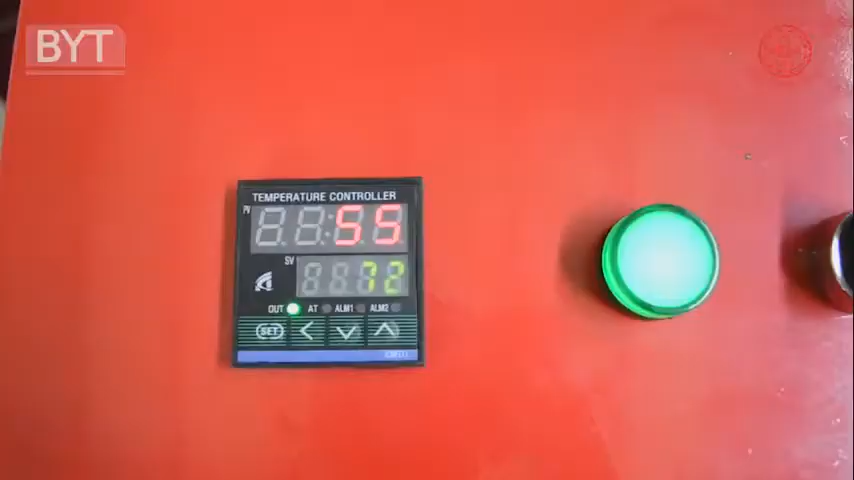 BYT
TEMPERATURE CONTROLLER
PV 55
SV 72
OUT AT ALM1 ALM2
SET